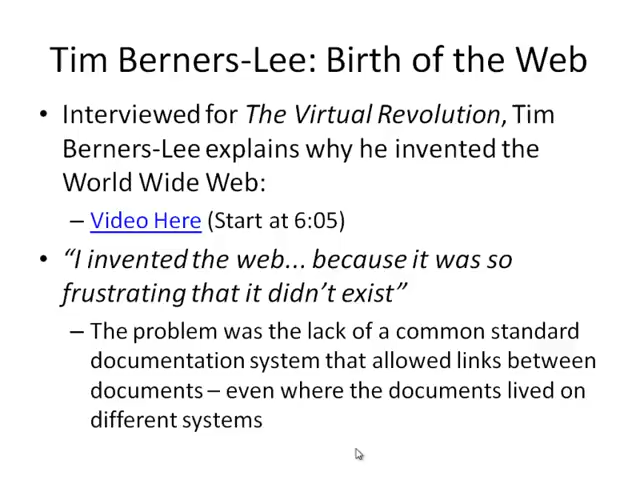 Tim Berners-Lee: Birth of the Web
• Interviewed for The Virtual Revolution, Tim
Berners-Lee explains why he invented the
World Wide Web:
– Video Here (Start at 6:05)
• “I invented the web... because it was so
frustrating that it didn’t exist”
– The problem was the lack of a common standard
documentation system that allowed links between
documents – even where the documents lived on
different systems